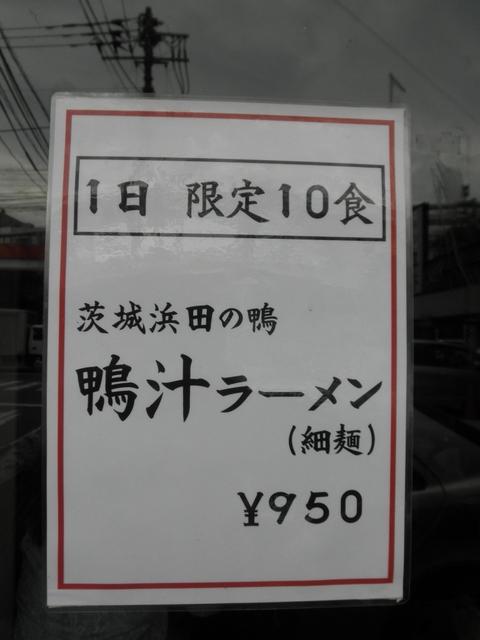 1日 限定10食
茨城浜田の鴨
鴨汁ラーメン
(細麺)
¥950